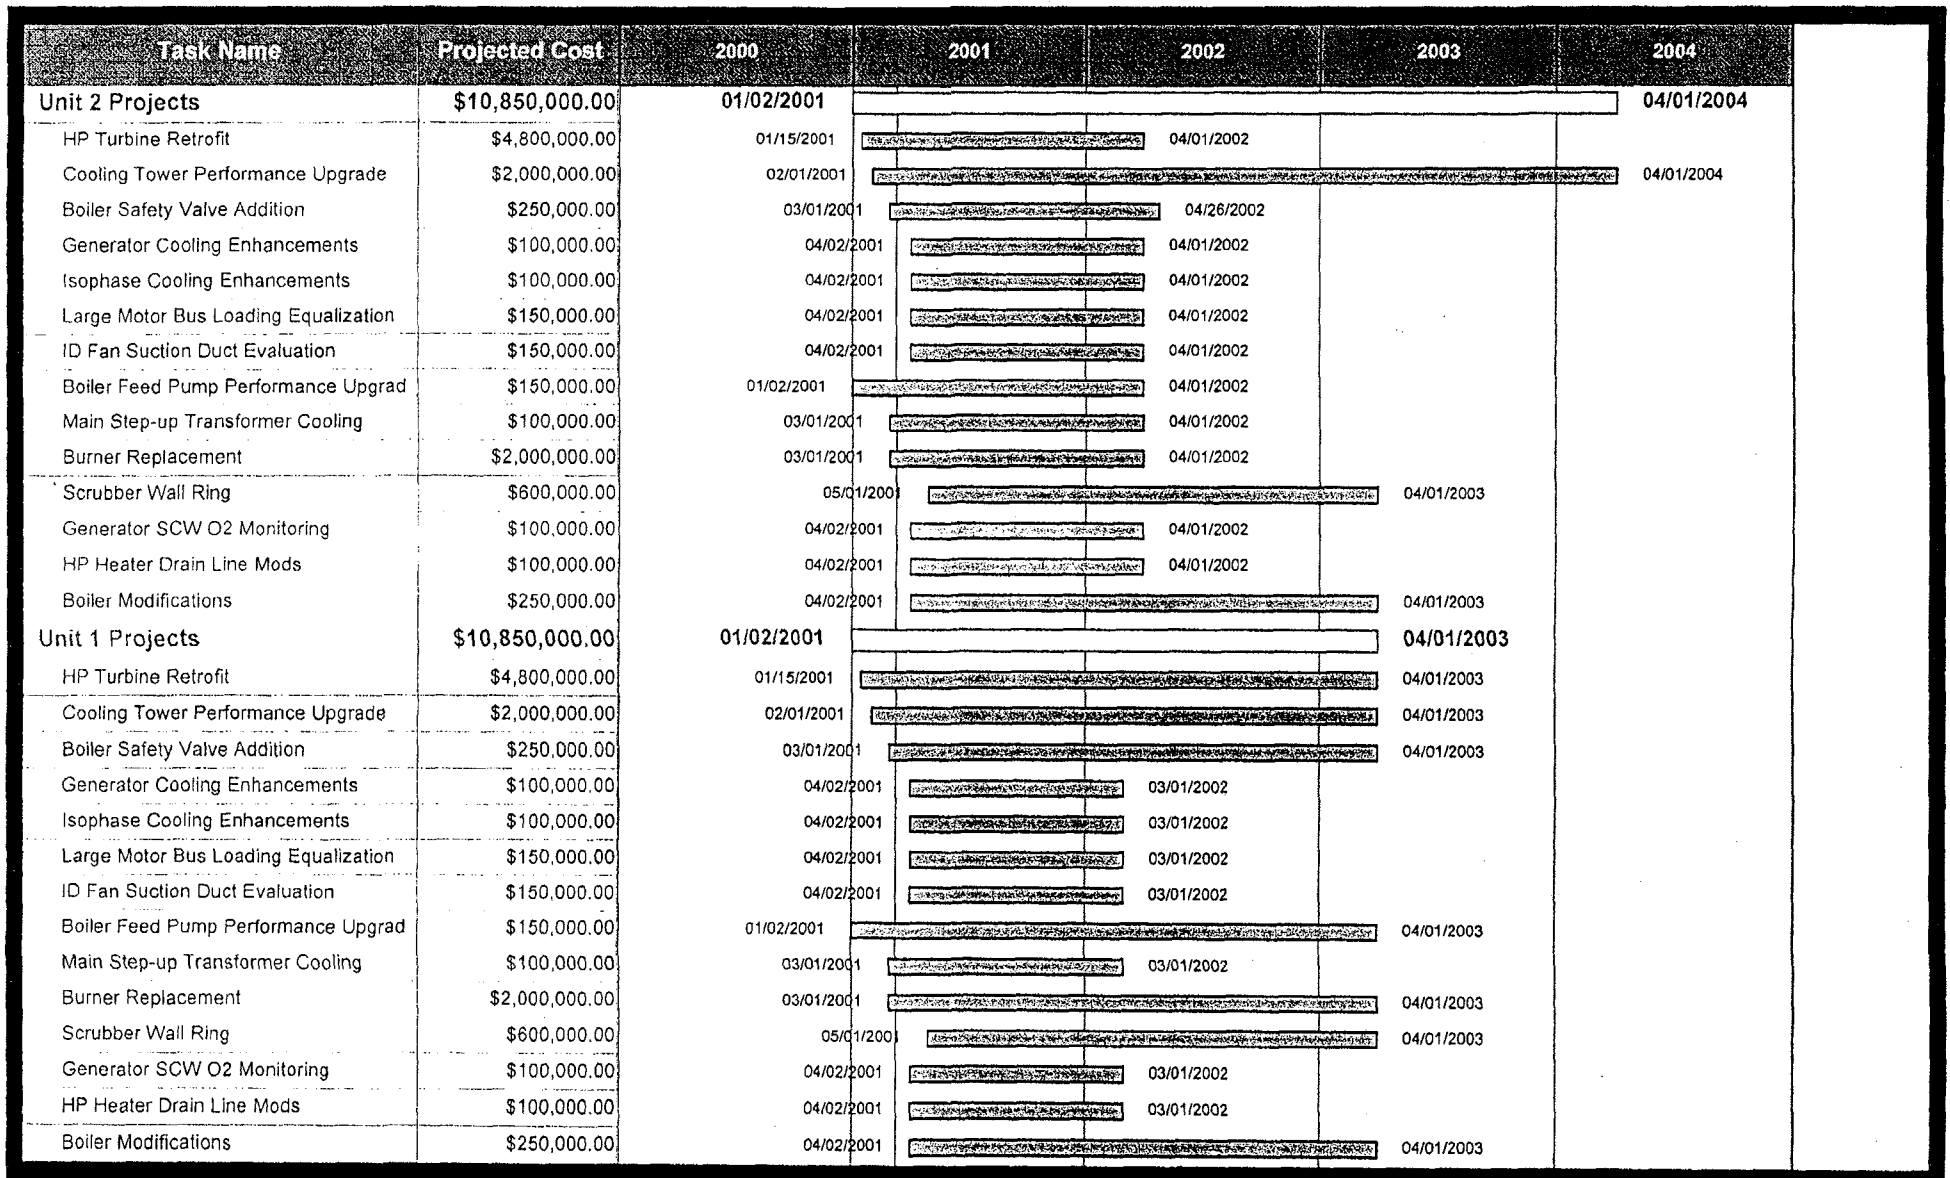 Task Name Projected Cost 2000 2001 2002 2003 2004
Unit 2 Projects $10,850,000.00 01/02/2001 04/01/2004
HP Turbine Retrofit $4,800,000.00 01/15/2001 04/01/2002
Cooling Tower Performance Upgrade $2,000,000.00 02/01/2001 04/01/2004
Boiler Safety Valve Addition $250,000.00 03/01/2001 04/26/2002
Generator Cooling Enhancements $100,000.00 04/02/2001 04/01/2002
Isophase Cooling Enhancements $100,000.00 04/02/2001 04/01/2002
Large Motor Bus Loading Equalization $150,000.00 04/02/2001 04/01/2002
ID Fan Suction Duct Evaluation $150,000.00 04/02/2001 04/01/2002
Boiler Feed Pump Performance Upgrad $150,000.00 01/02/2001 04/01/2002
Main Step-up Transformer Cooling $100,000.00 03/01/2001 04/01/2002
Burner Replacement $2,000,000.00 03/01/2001 04/01/2002
Scrubber Wall Ring $600,000.00 05/01/2001 04/01/2003
Generator SCW O2 Monitoring $100,000.00 04/02/2001 04/01/2002
HP Heater Drain Line Mods $100,000.00 04/02/2001 04/01/2002
Boiler Modifications $250,000.00 04/02/2001 04/01/2003
Unit 1 Projects $10,850,000.00 01/02/2001 04/01/2003
HP Turbine Retrofit $4,800,000.00 01/15/2001 04/01/2003
Cooling Tower Performance Upgrade $2,000,000.00 02/01/2001 04/01/2003
Boiler Safety Valve Addition $250,000.00 03/01/2001 04/01/2003
Generator Cooling Enhancements $100,000.00 04/02/2001 03/01/2002
Isophase Cooling Enhancements $100,000.00 04/02/2001 03/01/2002
Large Motor Bus Loading Equalization $150,000.00 04/02/2001 03/01/2002
ID Fan Suction Duct Evaluation $150,000.00 04/02/2001 03/01/2002
Boiler Feed Pump Performance Upgrad $150,000.00 01/02/2001 04/01/2003
Main Step-up Transformer Cooling $100,000.00 03/01/2001 03/01/2002
Burner Replacement $2,000,000.00 03/01/2001 04/01/2003
Scrubber Wall Ring $600,000.00 05/01/2001 04/01/2003
Generator SCW O2 Monitoring $100,000.00 04/02/2001 03/01/2002
HP Heater Drain Line Mods $100,000.00 04/02/2001 03/01/2002
Boiler Modifications $250,000.00 04/02/2001 04/01/2003